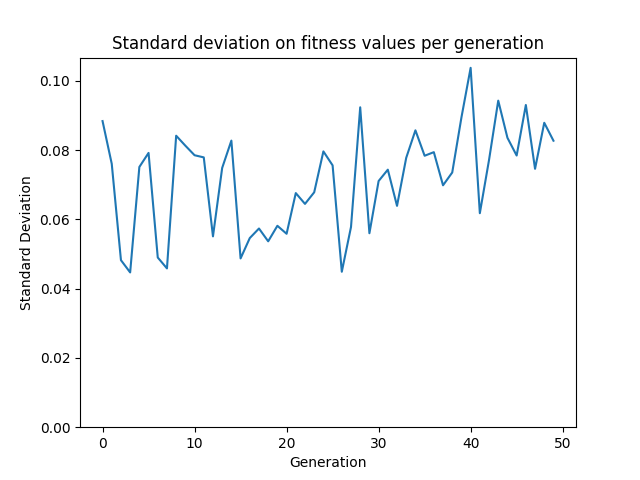 Standard deviation on fitness values per generation
0.10
0.08
0.06
0.04
0.02
0.00
Standard Deviation
0 10 20 30 40 50
Generation